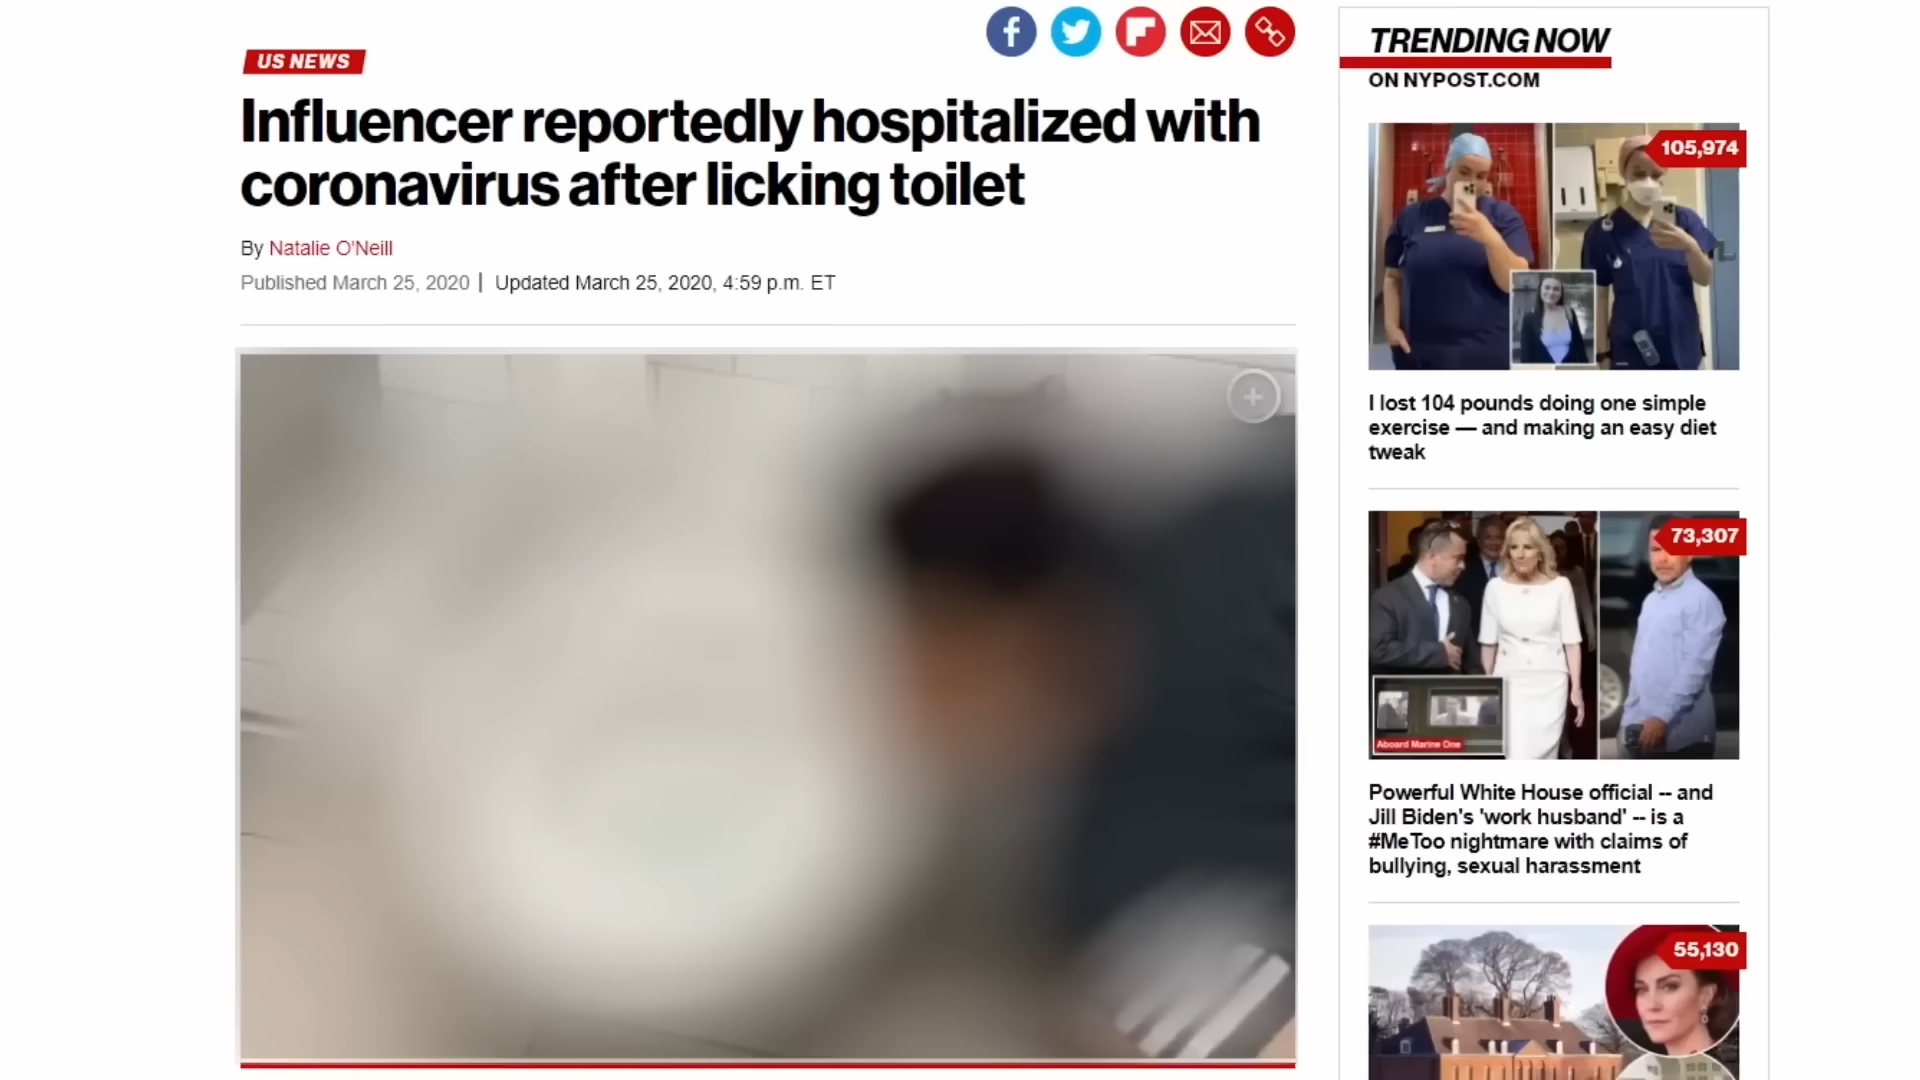 US NEWS
Influencer reportedly hospitalized with
coronavirus after licking toilet
By Natalie O'Neill
Published March 25, 2020 | Updated March 25, 2020, 4:59 p.m. ET
TRENDING NOW
ON NYPOST.COM
105,974
I lost 104 pounds doing one simple
exercise — and making an easy diet
tweak
73,307
Aboard Marine One
Powerful White House official -- and
Jill Biden's 'work husband' -- is a
#MeToo nightmare with claims of
bullying, sexual harassment
55,130